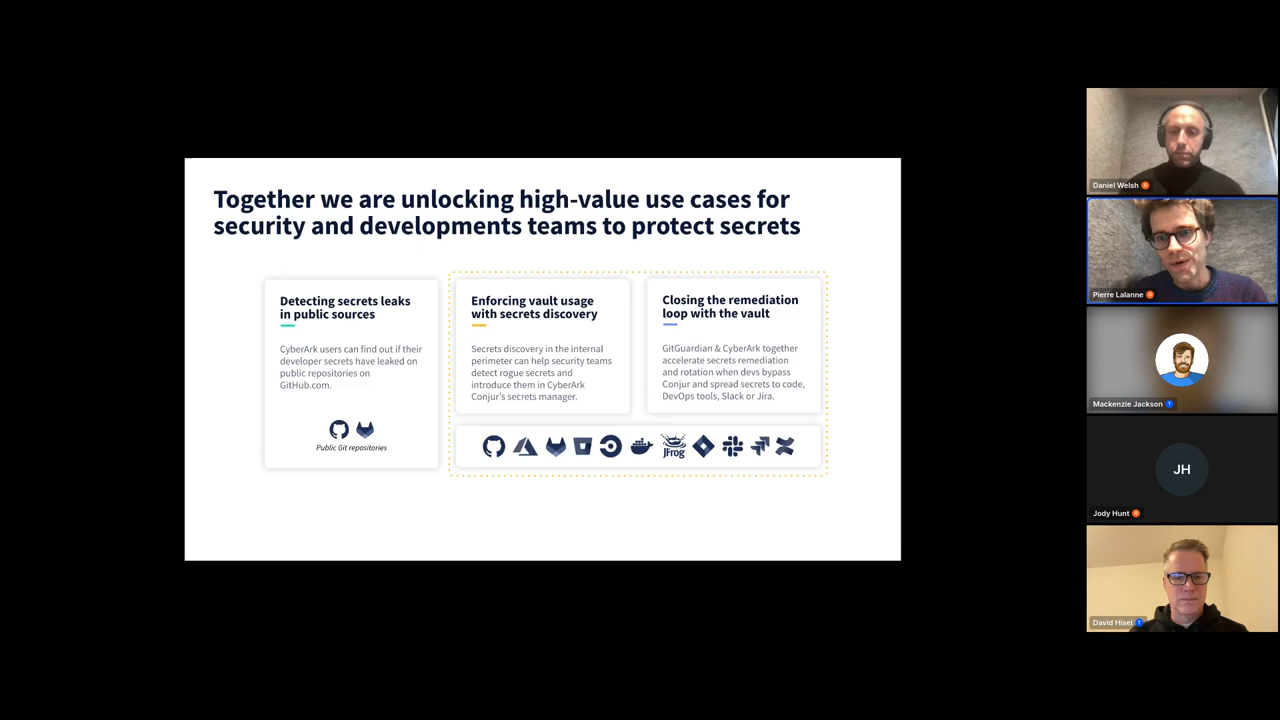 Together we are unlocking high-value use cases for
security and developments teams to protect secrets
Detecting secrets leaks
in public sources
CyberArk users can find out if their
developer secrets have leaked on
public repositories on
GitHub.com.
Public Git repositories
Enforcing vault usage
with secrets discovery
Secrets discovery in the internal
perimeter can help security teams
detect rogue secrets and
introduce them in CyberArk
Conjur's secrets manager.
Closing the remediation
loop with the vault
GitGuardian & CyberArk together
accelerate secrets remediation
and rotation when devs bypass
Conjur and spread secrets to code,
DevOps tools, Slack or Jira.
JFrog
Daniel Welsh
Pierre Lalanne
Mackenzie Jackson
JH
Jody Hunt
David Hisel